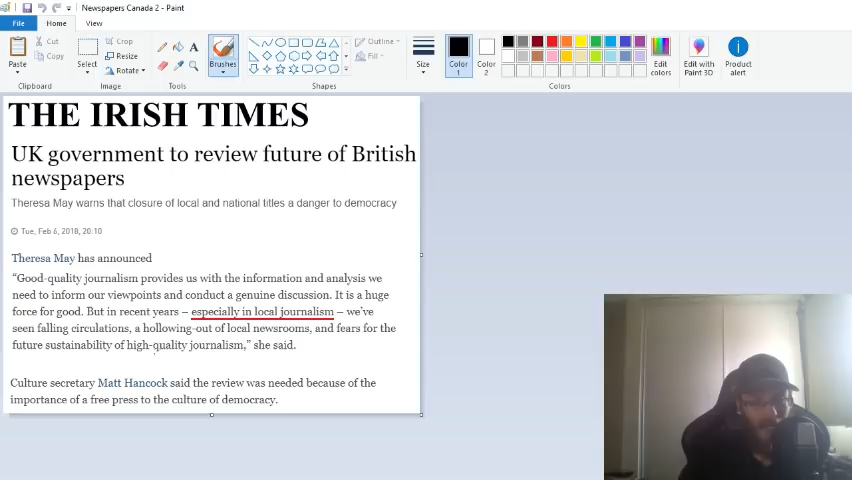 Newspapers Canada 2 - Paint
File Home View
Paste Cut Copy Clipboard
Select Crop Resize Rotate Image
Tools
Brushes
Shapes Outline Fill
Size
Color 1 Color 2 Colors
Edit colors
Edit with Paint 3D
Product alert
THE IRISH TIMES
UK government to review future of British
newspapers
Theresa May warns that closure of local and national titles a danger to democracy
Tue, Feb 6, 2018, 20:10
Theresa May has announced
“Good-quality journalism provides us with the information and analysis we
need to inform our viewpoints and conduct a genuine discussion. It is a huge
force for good. But in recent years – especially in local journalism – we’ve
seen falling circulations, a hollowing-out of local newsrooms, and fears for the
future sustainability of high-quality journalism,” she said.
Culture secretary Matt Hancock said the review was needed because of the
importance of a free press to the culture of democracy.